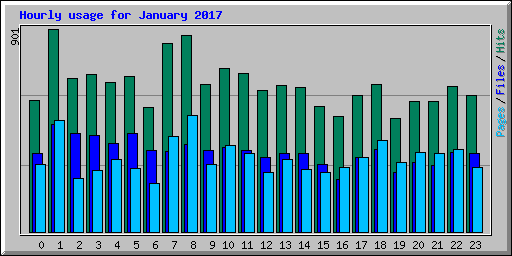 Hourly usage for January 2017
901
Pages / Files / Hits
0 1 2 3 4 5 6 7 8 9 10 11 12 13 14 15 16 17 18 19 20 21 22 23